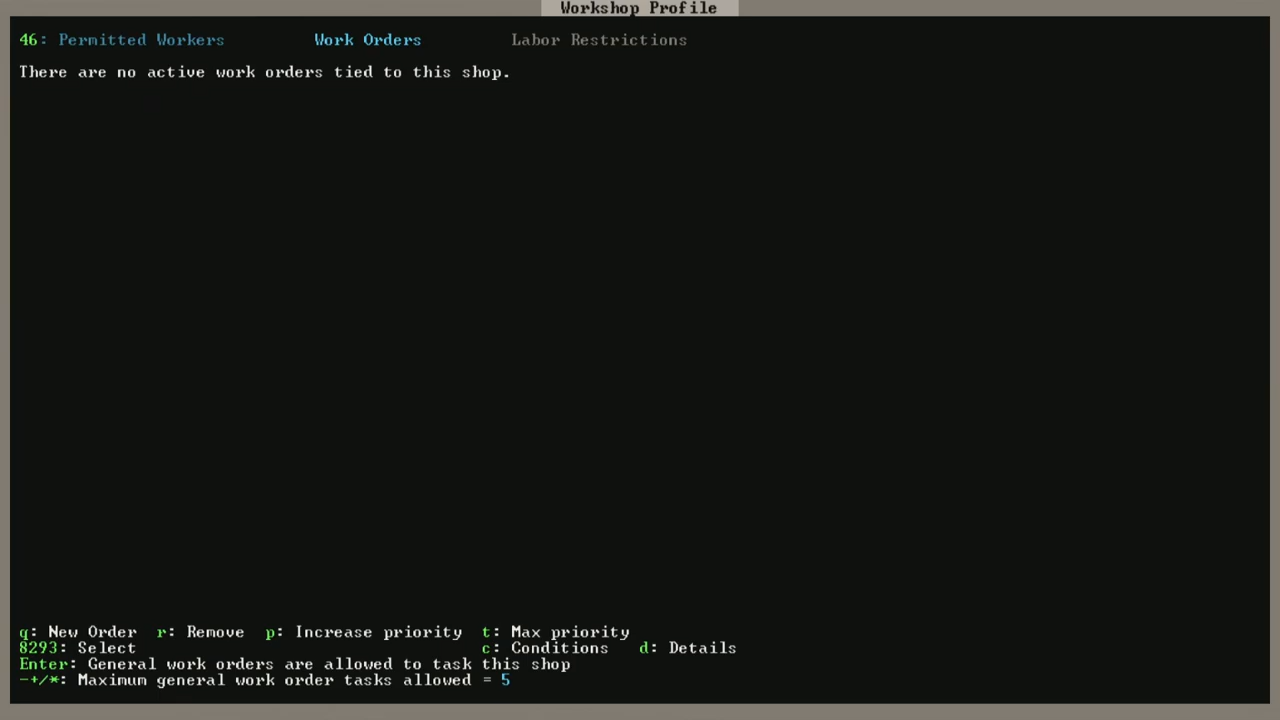 Workshop Profile
46: Permitted Workers Work Orders Labor Restrictions
There are no active work orders tied to this shop.
q: New Order r: Remove p: Increase priority t: Max priority
8293: Select c: Conditions d: Details
Enter: General work orders are allowed to task this shop
-+/*: Maximum general work order tasks allowed = 5